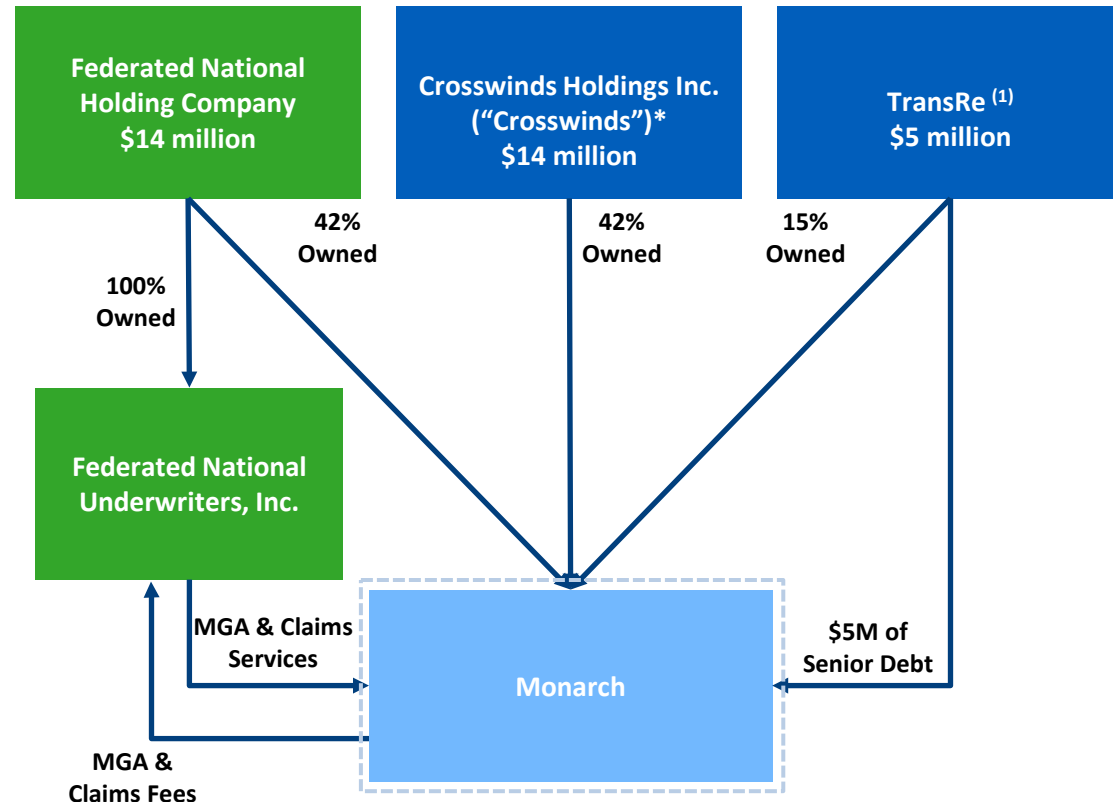 Federated National
Holding Company
$14 million
Crosswinds Holdings Inc.
(“Crosswinds”)*
$14 million
TransRe (1)
$5 million
42%
Owned
42%
Owned
15%
Owned
100%
Owned
Federated National
Underwriters, Inc.
MGA & Claims
Services
$5M of
Senior Debt
Monarch
MGA &
Claims Fees